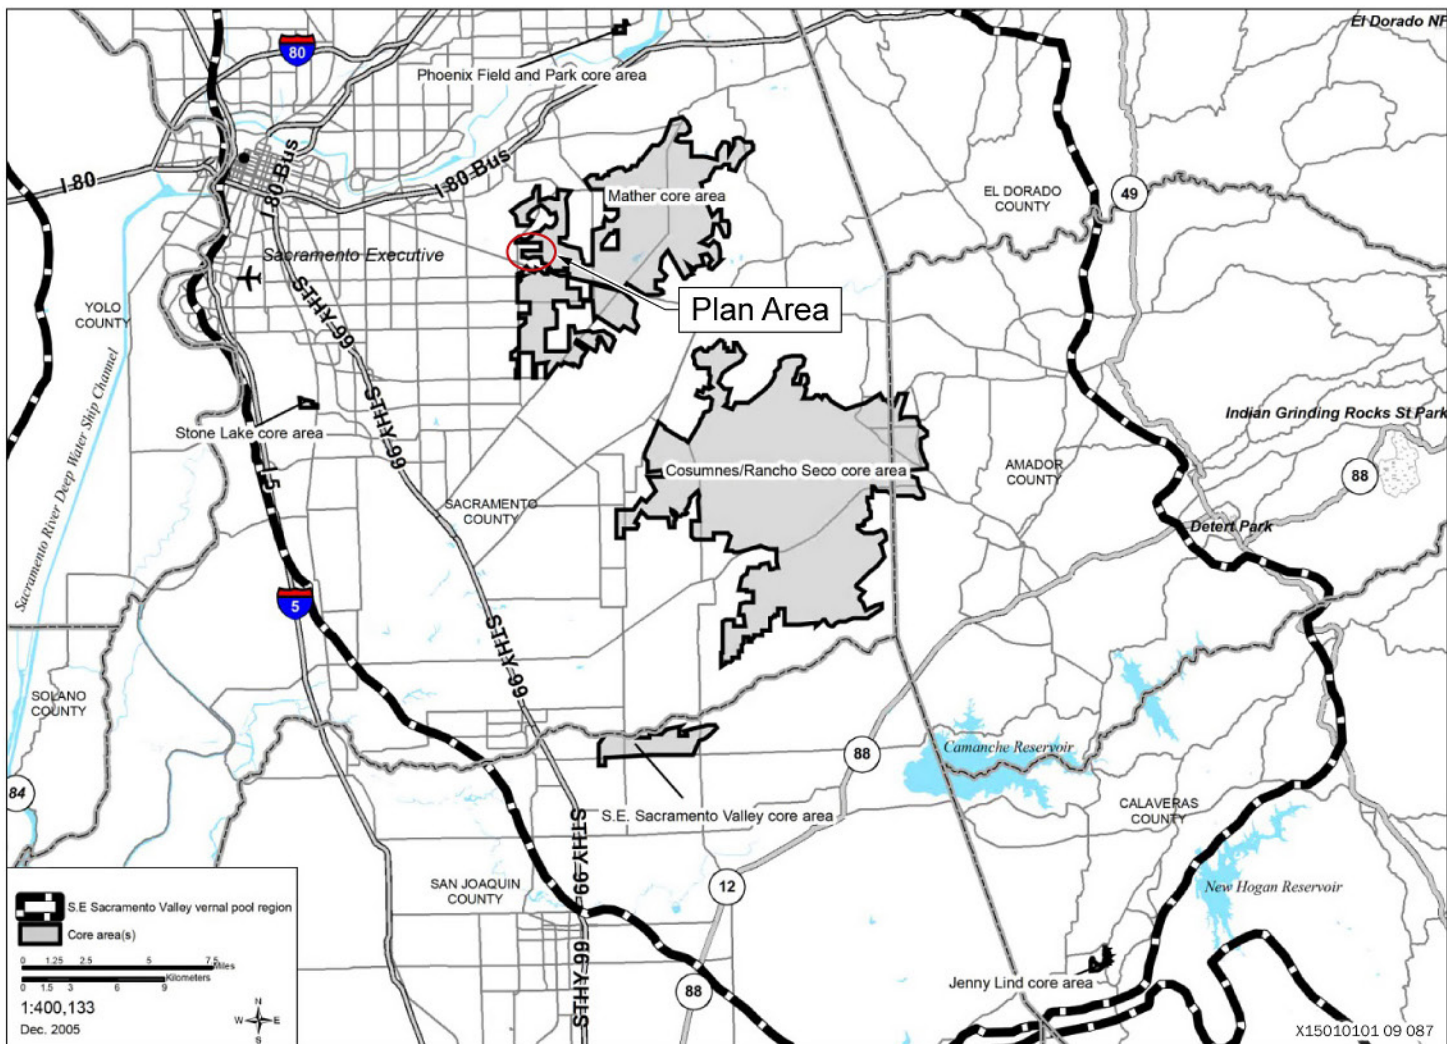 El Dorado NF
80
Phoenix Field and Park core area
I 80
I 80 Bus
I 80 Bus
Mather core area
EL DORADO
COUNTY
49
Sacramento Executive
STHY 99
YOLO
COUNTY
Plan Area
Sacramento River Deep Water Ship Channel
STHY 99
Stone Lake core area
Indian Grinding Rocks St Park
I 5
Cosumnes/Rancho Seco core area
AMADOR
COUNTY
88
SACRAMENTO
COUNTY
Detert Park
5
STHY 99
SOLANO
COUNTY
Camanche Reservoir
88
84
S.E. Sacramento Valley core area
CALAVERAS
COUNTY
STHY 99
SAN JOAQUIN
COUNTY
12
New Hogan Reservoir
S.E Sacramento Valley vernal pool region
Core area(s)
0 1.25 2.5 5 7.5
Miles
Kilometers
0 1.5 3 6 9
1:400,133
Dec. 2005
N
W E
S
STHY 99
88
Jenny Lind core area
X15010101 09 087